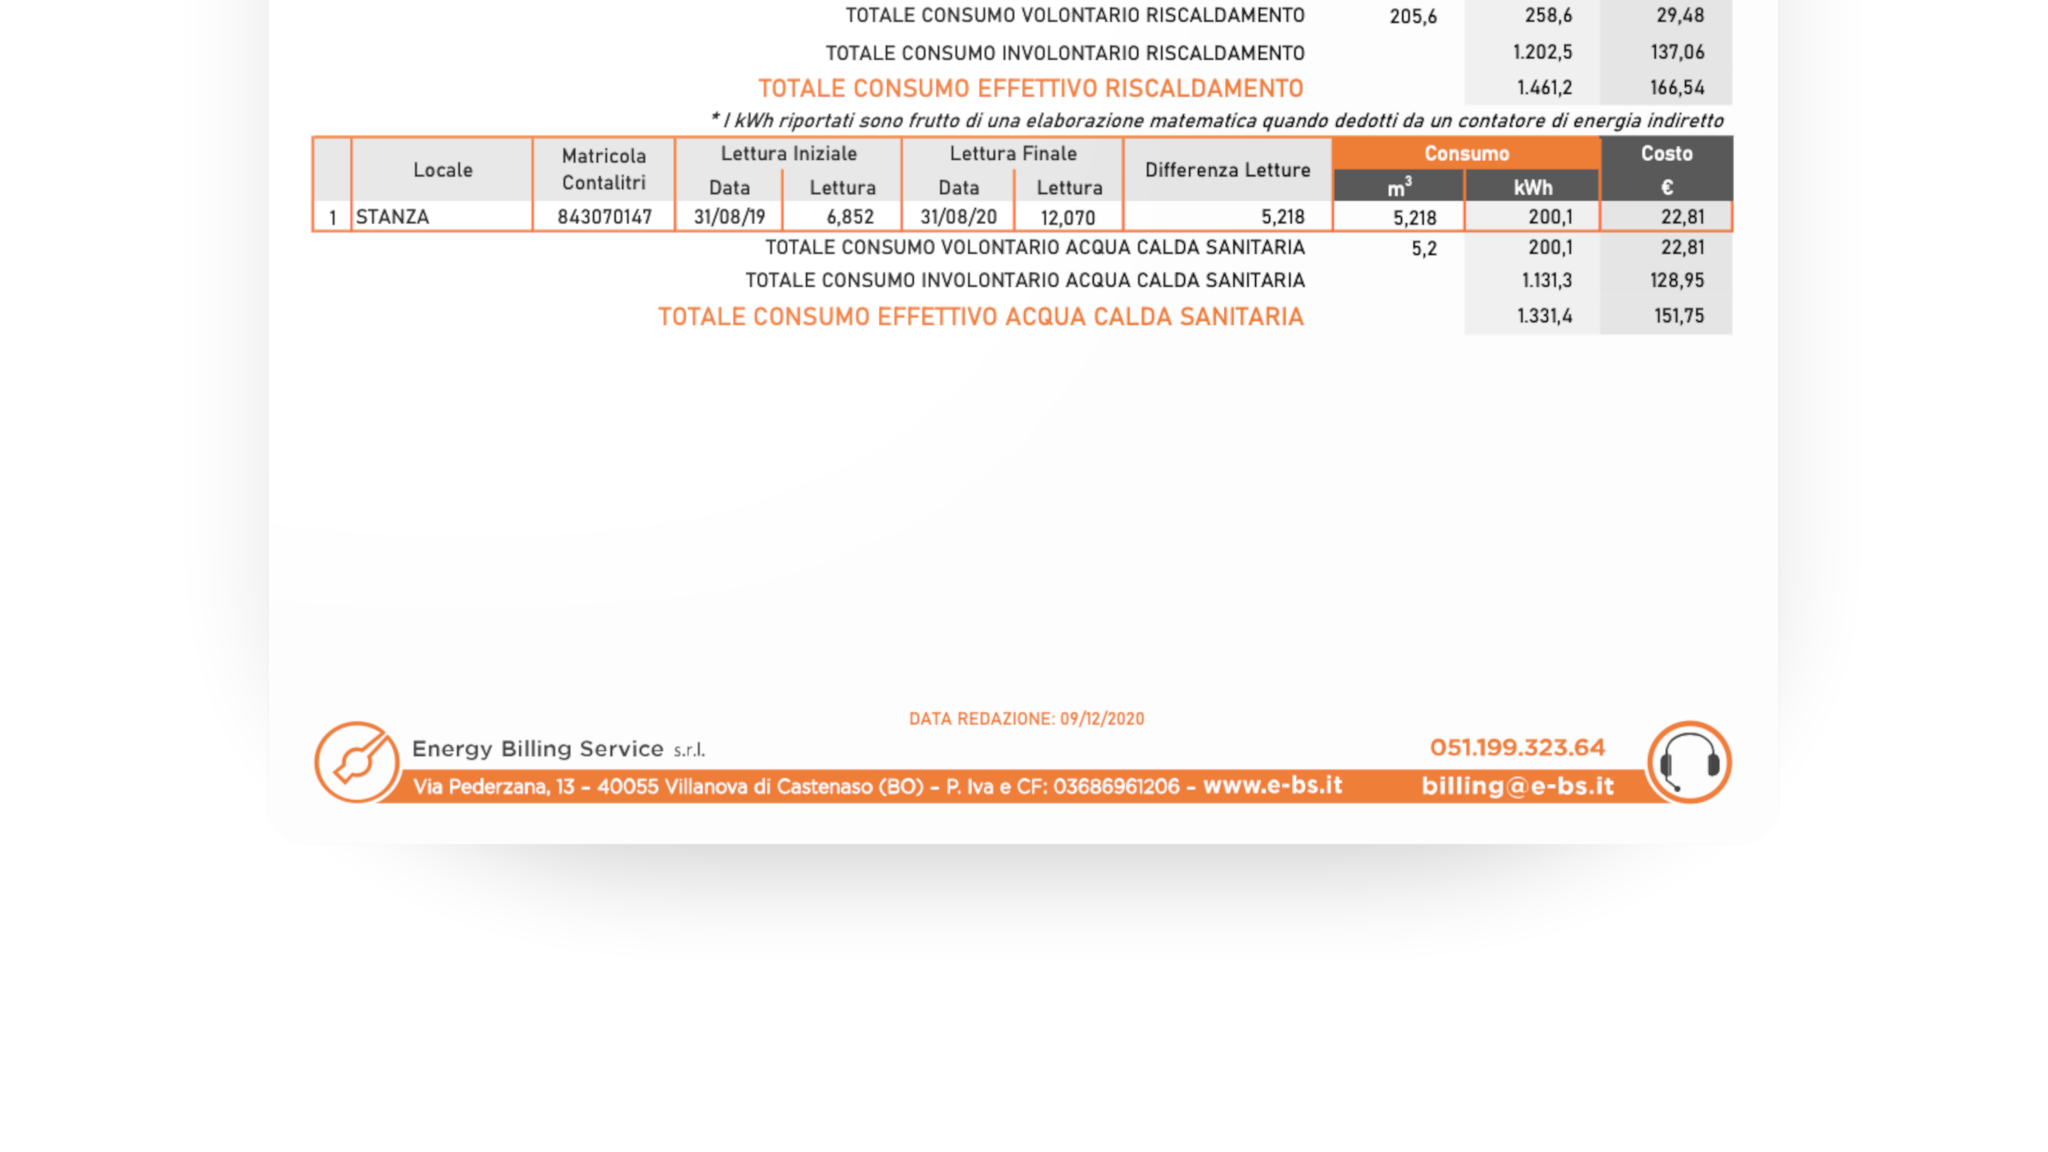 TOTALE CONSUMO VOLONTARIO RISCALDAMENTO 205,6 258,6 29,48
TOTALE CONSUMO INVOLONTARIO RISCALDAMENTO 1.202,5 137,06
TOTALE CONSUMO EFFETTIVO RISCALDAMENTO 1.461,2 166,54
* I kWh riportati sono frutto di una elaborazione matematica quando dedotti da un contatore di energia indiretto
Locale Matricola Contalitri Lettura Iniziale Lettura Finale Differenza Letture Consumo Costo
Data Lettura Data Lettura m³ kWh €
1 STANZA 843070147 31/08/19 6,852 31/08/20 12,070 5,218 5,218 200,1 22,81
TOTALE CONSUMO VOLONTARIO ACQUA CALDA SANITARIA 5,2 200,1 22,81
TOTALE CONSUMO INVOLONTARIO ACQUA CALDA SANITARIA 1.131,3 128,95
TOTALE CONSUMO EFFETTIVO ACQUA CALDA SANITARIA 1.331,4 151,75
DATA REDAZIONE: 09/12/2020
Energy Billing Service s.r.l. 051.199.323.64
Via Pederzana, 13 – 40055 Villanova di Castenaso (BO) – P. Iva e CF: 03686961206 – www.e-bs.it billing@e-bs.it